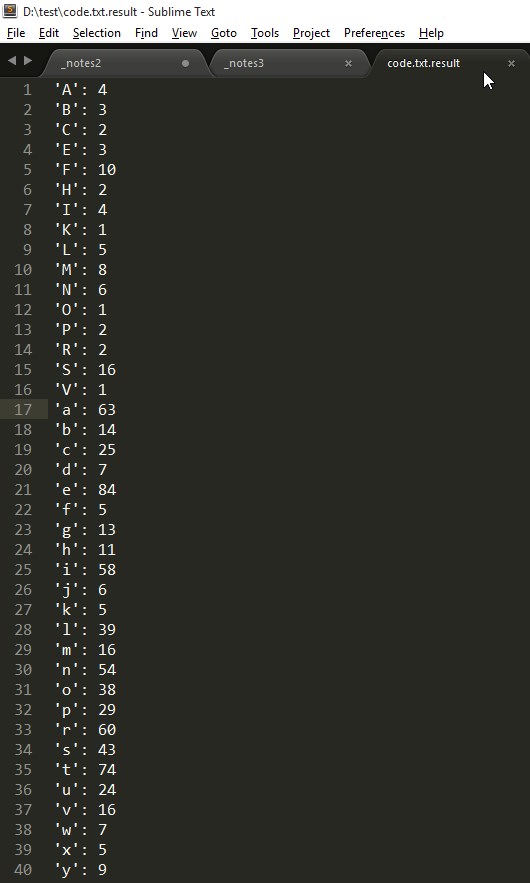 D:\test\code.txt.result - Sublime Text
File Edit Selection Find View Goto Tools Project Preferences Help
_notes2 _notes3 code.txt.result
1 'A': 4
2 'B': 3
3 'C': 2
4 'E': 3
5 'F': 10
6 'H': 2
7 'I': 4
8 'K': 1
9 'L': 5
10 'M': 8
11 'N': 6
12 'O': 1
13 'P': 2
14 'R': 2
15 'S': 16
16 'V': 1
17 'a': 63
18 'b': 14
19 'c': 25
20 'd': 7
21 'e': 84
22 'f': 5
23 'g': 13
24 'h': 11
25 'i': 58
26 'j': 6
27 'k': 5
28 'l': 39
29 'm': 16
30 'n': 54
31 'o': 38
32 'p': 29
33 'r': 60
34 's': 43
35 't': 74
36 'u': 24
37 'v': 16
38 'w': 7
39 'x': 5
40 'y': 9